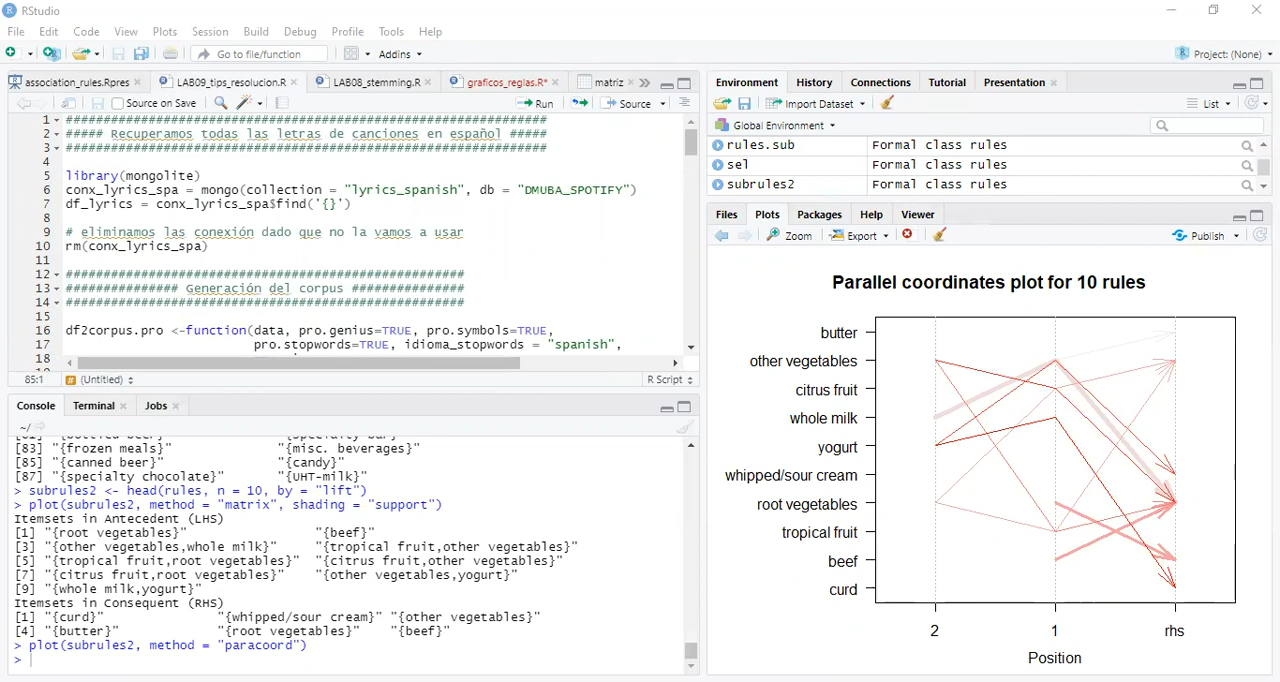 RStudio
File Edit Code View Plots Session Build Debug Profile Tools Help
Go to file/function Addins Project: (None)
association_rules.Rpres LAB09_tips_resolucion.R LAB08_stemming.R graficos_reglas.R* matriz
Source on Save Run Source
1 ################################################################
2 ##### Recuperamos todas las letras de canciones en español #####
3 ################################################################
4
5 library(mongolite)
6 conx_lyrics_spa = mongo(collection = "lyrics_spanish", db = "DMUBA_SPOTIFY")
7 df_lyrics = conx_lyrics_spa$find('{}')
8
9 # eliminamos las conexión dado que no la vamos a usar
10 rm(conx_lyrics_spa)
11
12 #####################################################
13 ############### Generación del corpus ###############
14 #####################################################
15
16 df2corpus.pro <-function(data, pro.genius=TRUE, pro.symbols=TRUE,
17 pro.stopwords=TRUE, idioma_stopwords = "spanish",
18
85:1 (Untitled) R Script
Console Terminal Jobs
~/
[81] "{bottled beer}" "{specialty bar}"
[83] "{frozen meals}" "{misc. beverages}"
[85] "{canned beer}" "{candy}"
[87] "{specialty chocolate}" "{UHT-milk}"
> subrules2 <- head(rules, n = 10, by = "lift")
> plot(subrules2, method = "matrix", shading = "support")
Itemsets in Antecedent (LHS)
[1] "{root vegetables}" "{beef}"
[3] "{other vegetables,whole milk}" "{tropical fruit,other vegetables}"
[5] "{tropical fruit,root vegetables}" "{citrus fruit,other vegetables}"
[7] "{citrus fruit,root vegetables}" "{other vegetables,yogurt}"
[9] "{whole milk,yogurt}"
Itemsets in Consequent (RHS)
[1] "{curd}" "{whipped/sour cream}" "{other vegetables}"
[4] "{butter}" "{root vegetables}" "{beef}"
> plot(subrules2, method = "paracoord")
>
Environment History Connections Tutorial Presentation
Import Dataset List
Global Environment
rules.sub Formal class rules
sel Formal class rules
subrules2 Formal class rules
Files Plots Packages Help Viewer
Zoom Export Publish
Parallel coordinates plot for 10 rules
butter
other vegetables
citrus fruit
whole milk
yogurt
whipped/sour cream
root vegetables
tropical fruit
beef
curd
2 1 rhs
Position